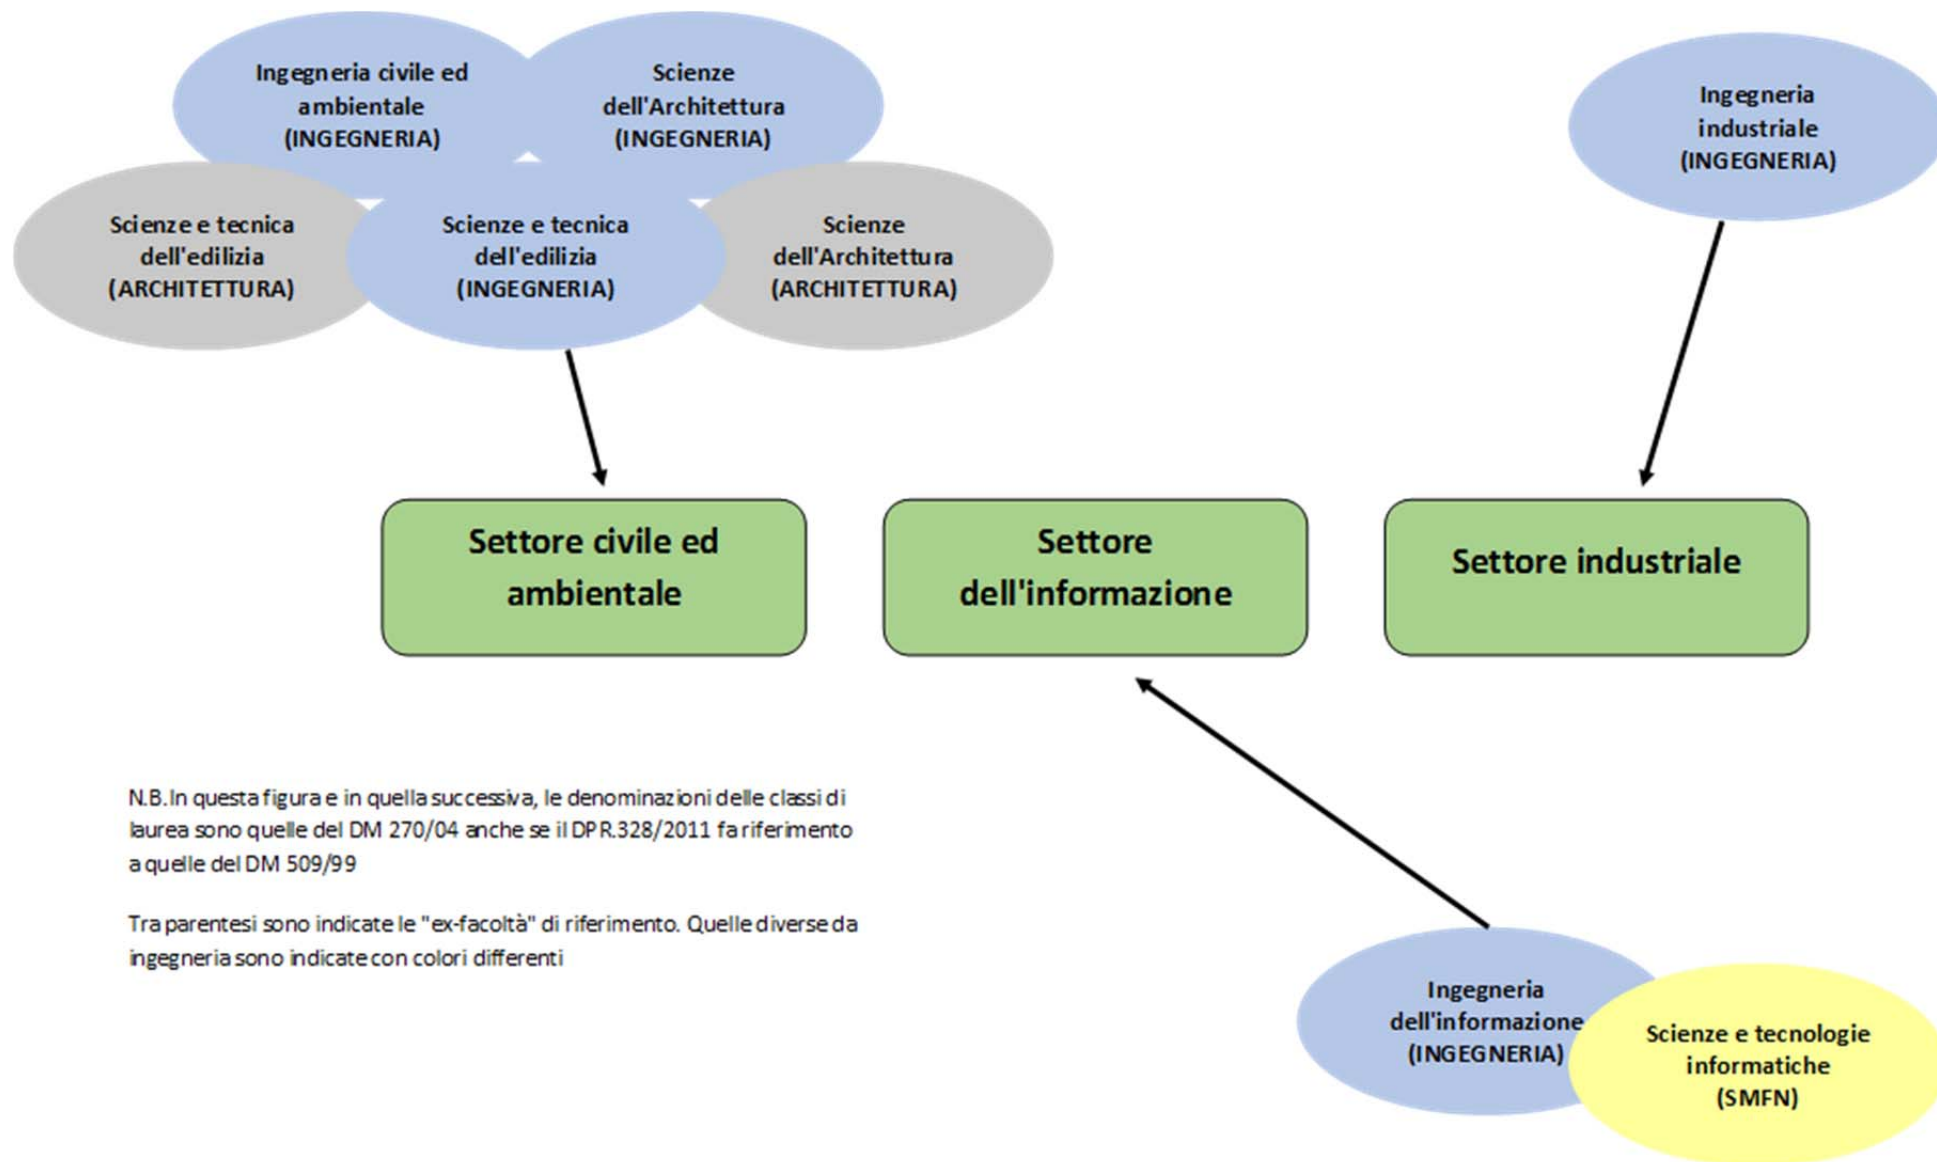 Ingegneria civile ed
ambientale
(INGEGNERIA)
Scienze
dell'Architettura
(INGEGNERIA)
Ingegneria
industriale
(INGEGNERIA)
Scienze e tecnica
dell'edilizia
(ARCHITETTURA)
Scienze e tecnica
dell'edilizia
(INGEGNERIA)
Scienze
dell'Architettura
(ARCHITETTURA)
Settore civile ed
ambientale
Settore
dell'informazione
Settore industriale
N.B.In questa figura e in quella successiva, le denominazioni delle classi di
laurea sono quelle del DM 270/04 anche se il DPR.328/2011 fa riferimento
a quelle del DM 509/99
Tra parentesi sono indicate le "ex-facoltà" di riferimento. Quelle diverse da
ingegneria sono indicate con colori differenti
Ingegneria
dell'informazione
(INGEGNERIA)
Scienze e tecnologie
informatiche
(SMFN)